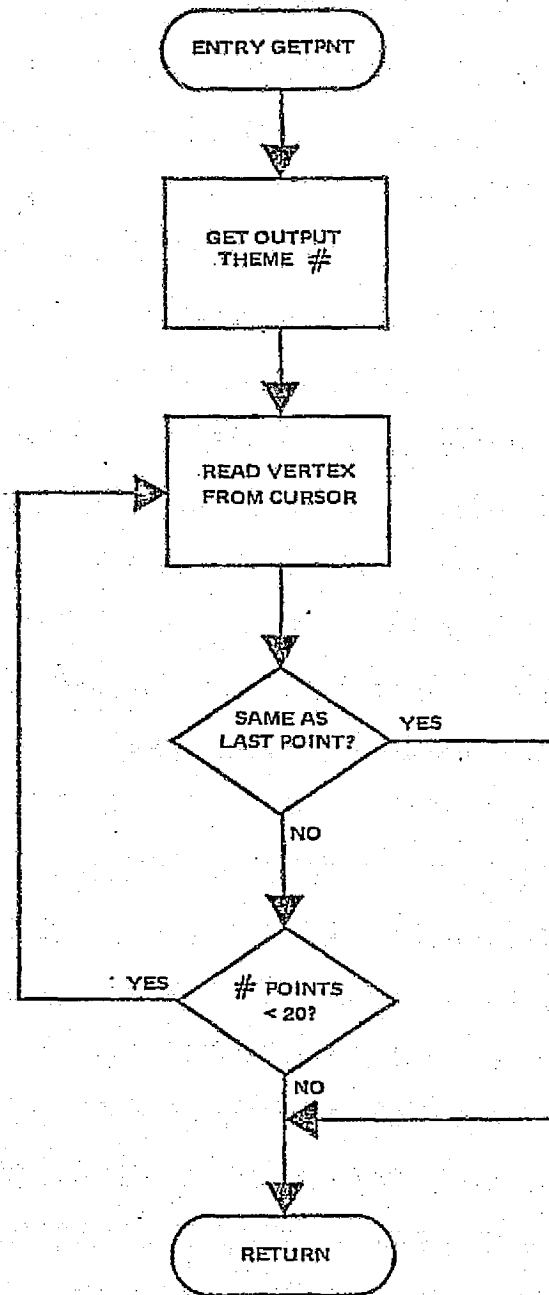 ENTRY GETPNT
GET OUTPUT
THEME #
READ VERTEX
FROM CURSOR
SAME AS
LAST POINT?
YES
NO
YES
# POINTS
< 20?
NO
RETURN